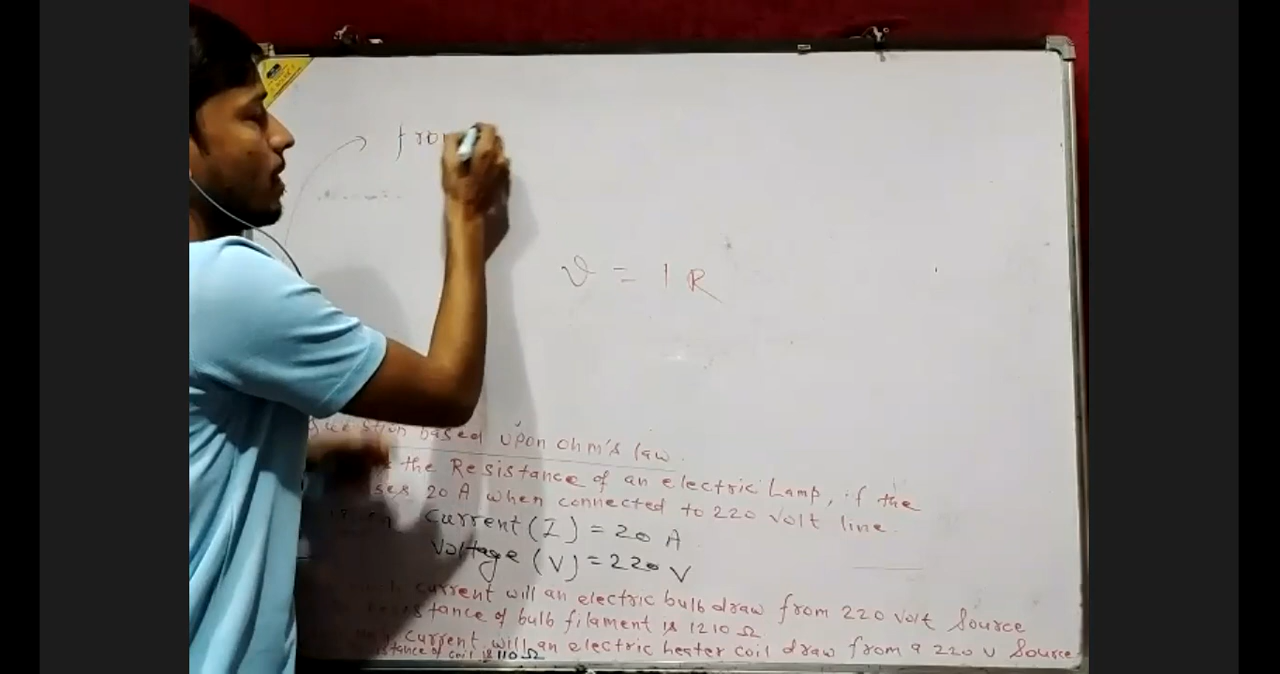 fro
V = I R
question based upon ohm's law.
the Resistance of an electric Lamp, if the
20 A when connected to 220 volt line.
Current (I) = 20 A
Voltage (V) = 220 V
current will an electric bulb draw from 220 volt Source
resistance of bulb filament is 1210 Ω
current will an electric heater coil draw from a 220 V Source
of coil is 110 Ω